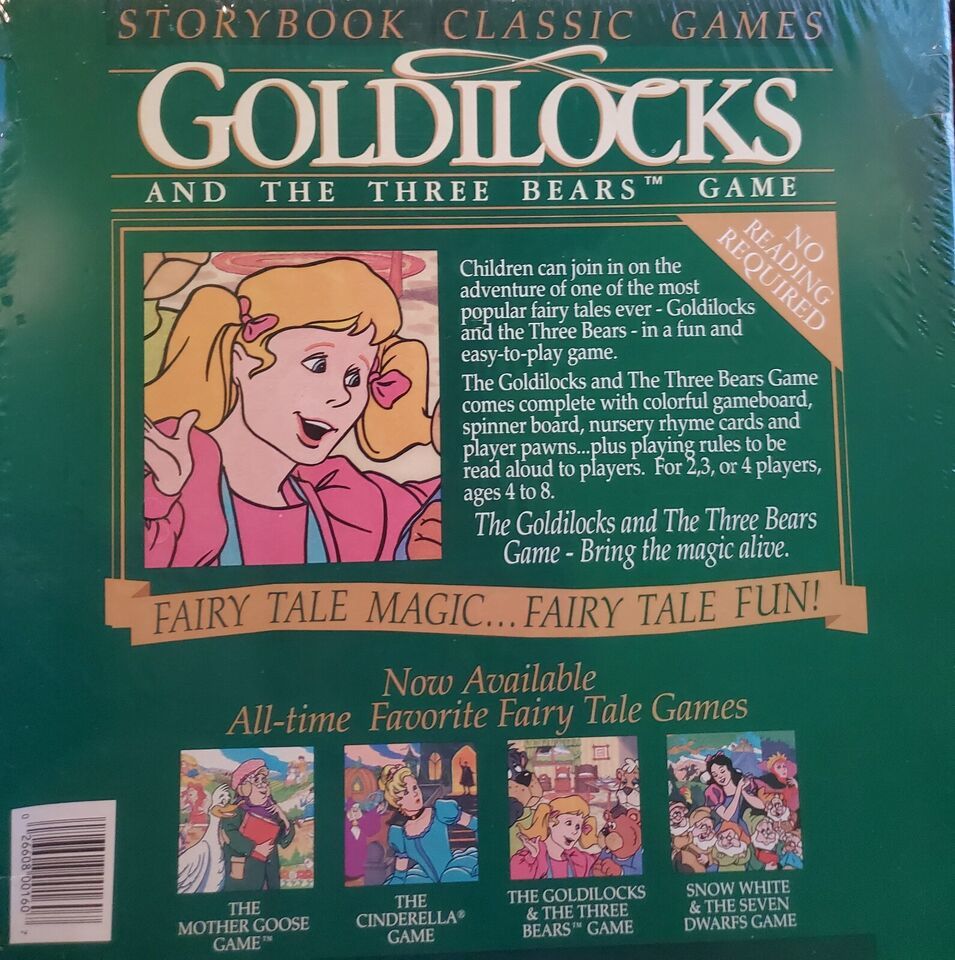 STORYBOOK CLASSIC GAMES
GOLDILOCKS
AND THE THREE BEARS™ GAME
NO
READING
REQUIRED
Children can join in on the
adventure of one of the most
popular fairy tales ever - Goldilocks
and the Three Bears - in a fun and
easy-to-play game.
The Goldilocks and The Three Bears Game
comes complete with colorful gameboard,
spinner board, nursery rhyme cards and
player pawns...plus playing rules to be
read aloud to players. For 2,3, or 4 players,
ages 4 to 8.
The Goldilocks and The Three Bears
Game - Bring the magic alive.
FAIRY TALE MAGIC... FAIRY TALE FUN!
Now Available
All-time Favorite Fairy Tale Games
THE
MOTHER GOOSE
GAME™
THE
CINDERELLA®
GAME
THE GOLDILOCKS
& THE THREE
BEARS™ GAME
SNOW WHITE
& THE SEVEN
DWARFS GAME
0 26608 00160 7